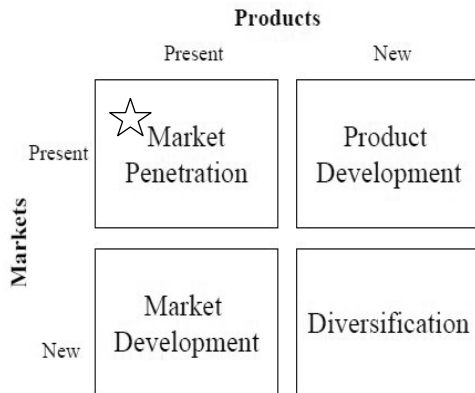 Products
Present
New
Markets
Present
Market
Penetration
Product
Development
New
Market
Development
Diversification